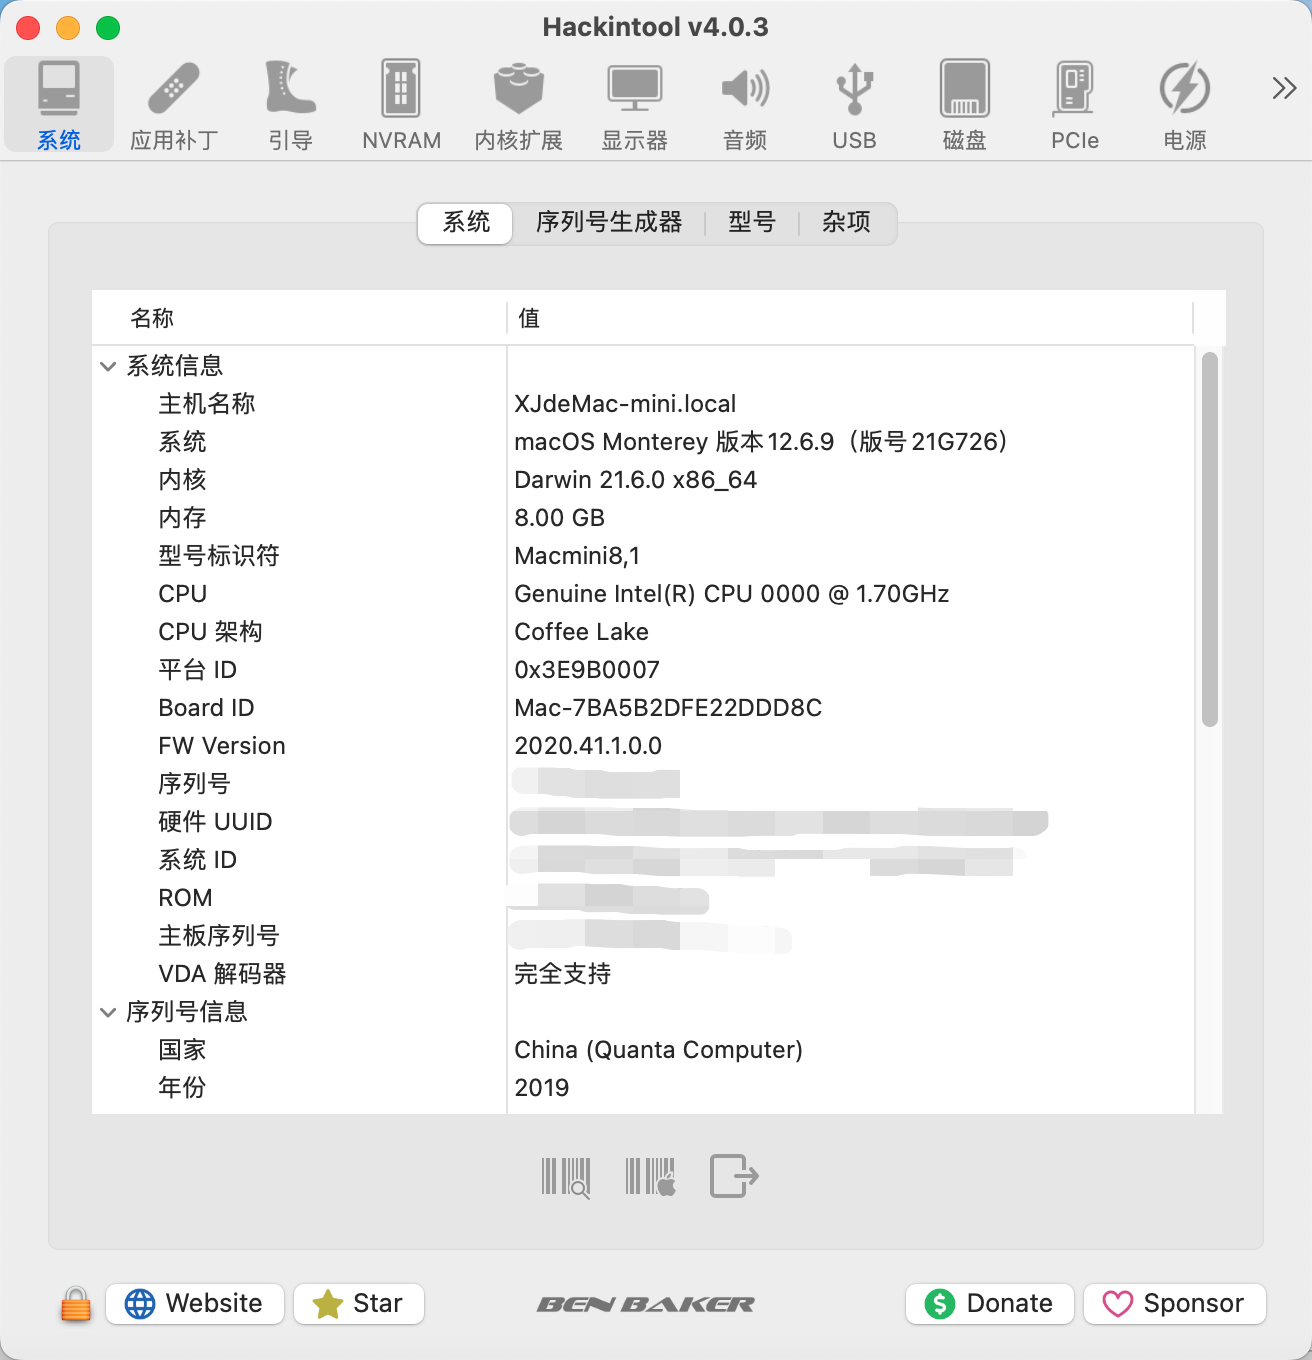 Hackintool v4.0.3
系统 应用补丁 引导 NVRAM 内核扩展 显示器 音频 USB 磁盘 PCIe 电源
系统 序列号生成器 型号 杂项
名称 值
系统信息
主机名称 XJdeMac-mini.local
系统 macOS Monterey 版本12.6.9（版号21G726）
内核 Darwin 21.6.0 x86_64
内存 8.00 GB
型号标识符 Macmini8,1
CPU Genuine Intel(R) CPU 0000 @ 1.70GHz
CPU 架构 Coffee Lake
平台 ID 0x3E9B0007
Board ID Mac-7BA5B2DFE22DDD8C
FW Version 2020.41.1.0.0
序列号
硬件 UUID
系统 ID
ROM
主板序列号
VDA 解码器 完全支持
序列号信息
国家 China (Quanta Computer)
年份 2019
Website Star BEN BAKER Donate Sponsor